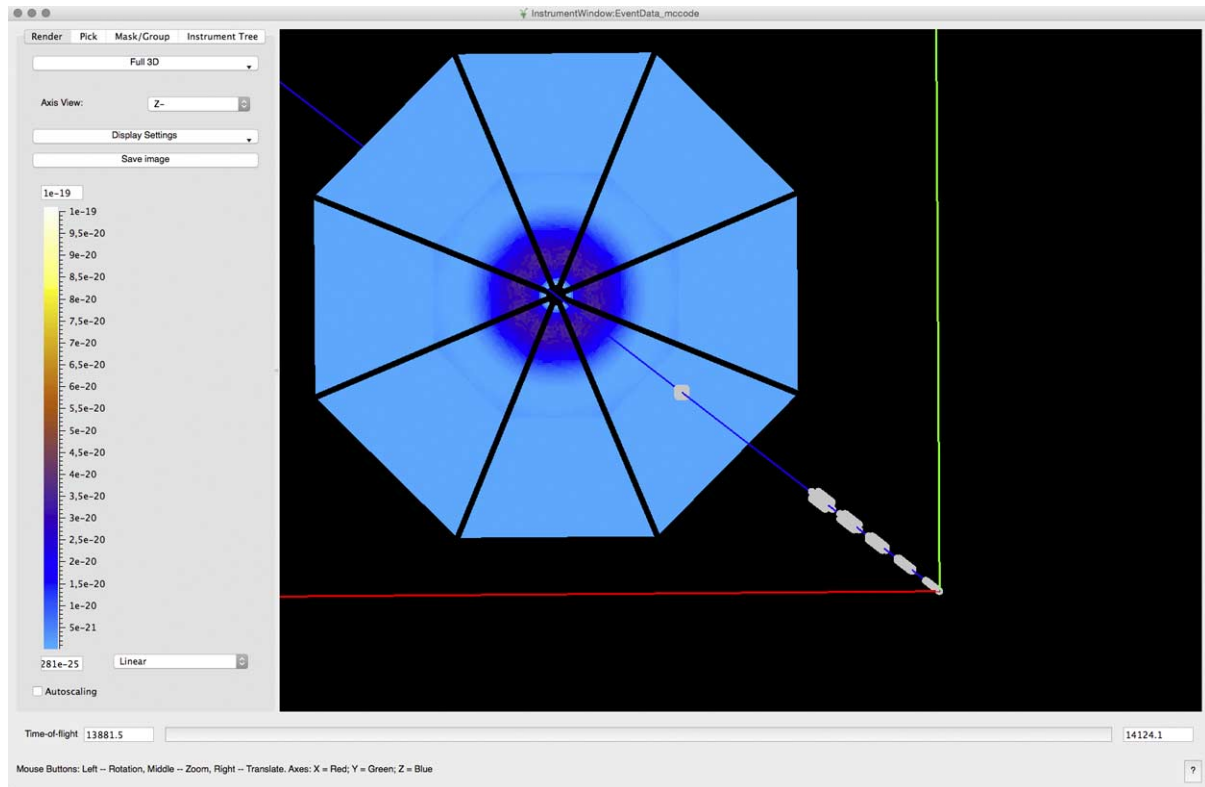 InstrumentWindow:EventData_mccode
Render Pick Mask/Group Instrument Tree
Full 3D
Axis View: Z-
Display Settings
Save image
1e-19
1e-19
9,5e-20
9e-20
8,5e-20
8e-20
7,5e-20
7e-20
6,5e-20
6e-20
5,5e-20
5e-20
4,5e-20
4e-20
3,5e-20
3e-20
2,5e-20
2e-20
1,5e-20
1e-20
5e-21
281e-25 Linear
Autoscaling
Time-of-flight 13881.5 14124.1
Mouse Buttons: Left -- Rotation, Middle -- Zoom, Right -- Translate. Axes: X = Red; Y = Green; Z = Blue ?